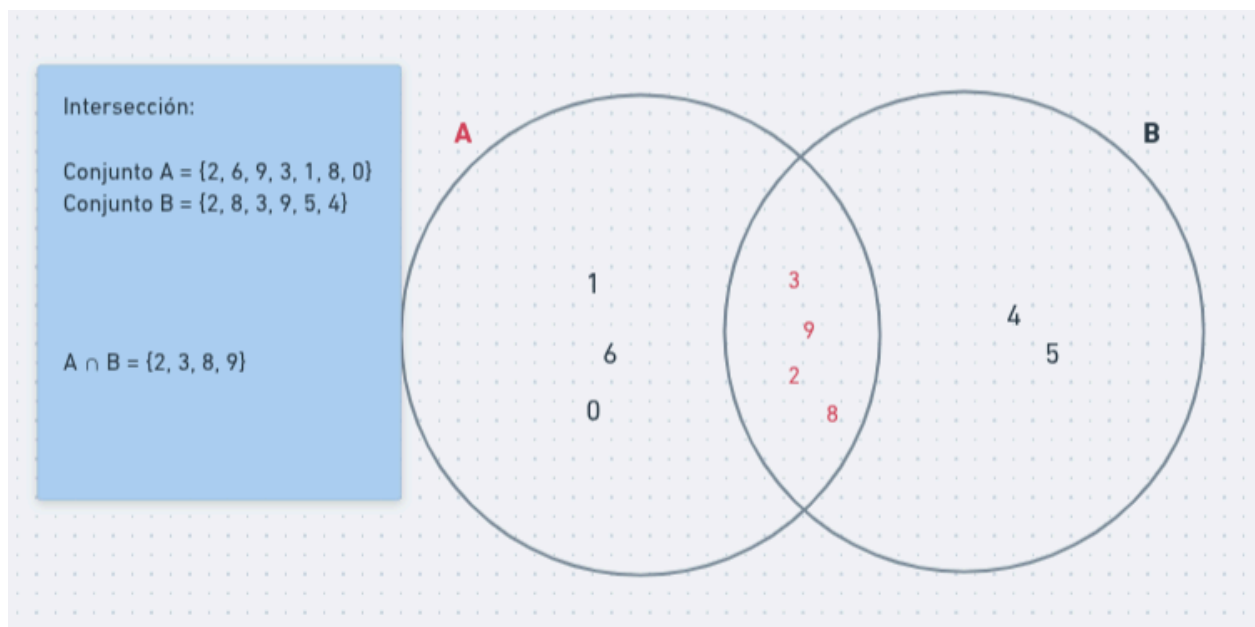 Intersección:
Conjunto A = {2, 6, 9, 3, 1, 8, 0}
Conjunto B = {2, 8, 3, 9, 5, 4}
A ∩ B = {2, 3, 8, 9}
A
B
1
6
0
3
9
2
8
4
5